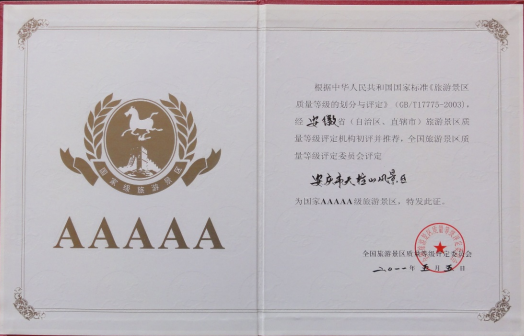 国家级旅游景区
AAAAA
根据中华人民共和国国家标准《旅游景区
质量等级的划分与评定》（GB/T17775-2003),
经 安徽省（自治区、直辖市）旅游景区质
量等级评定机构初评并推荐，全国旅游景区质
量等级评定委员会评定
安庆市天柱山风景区
为国家AAAAA级旅游景区，特发此证。
全国旅游景区质量等级评定委员会
二〇一一年五月五日